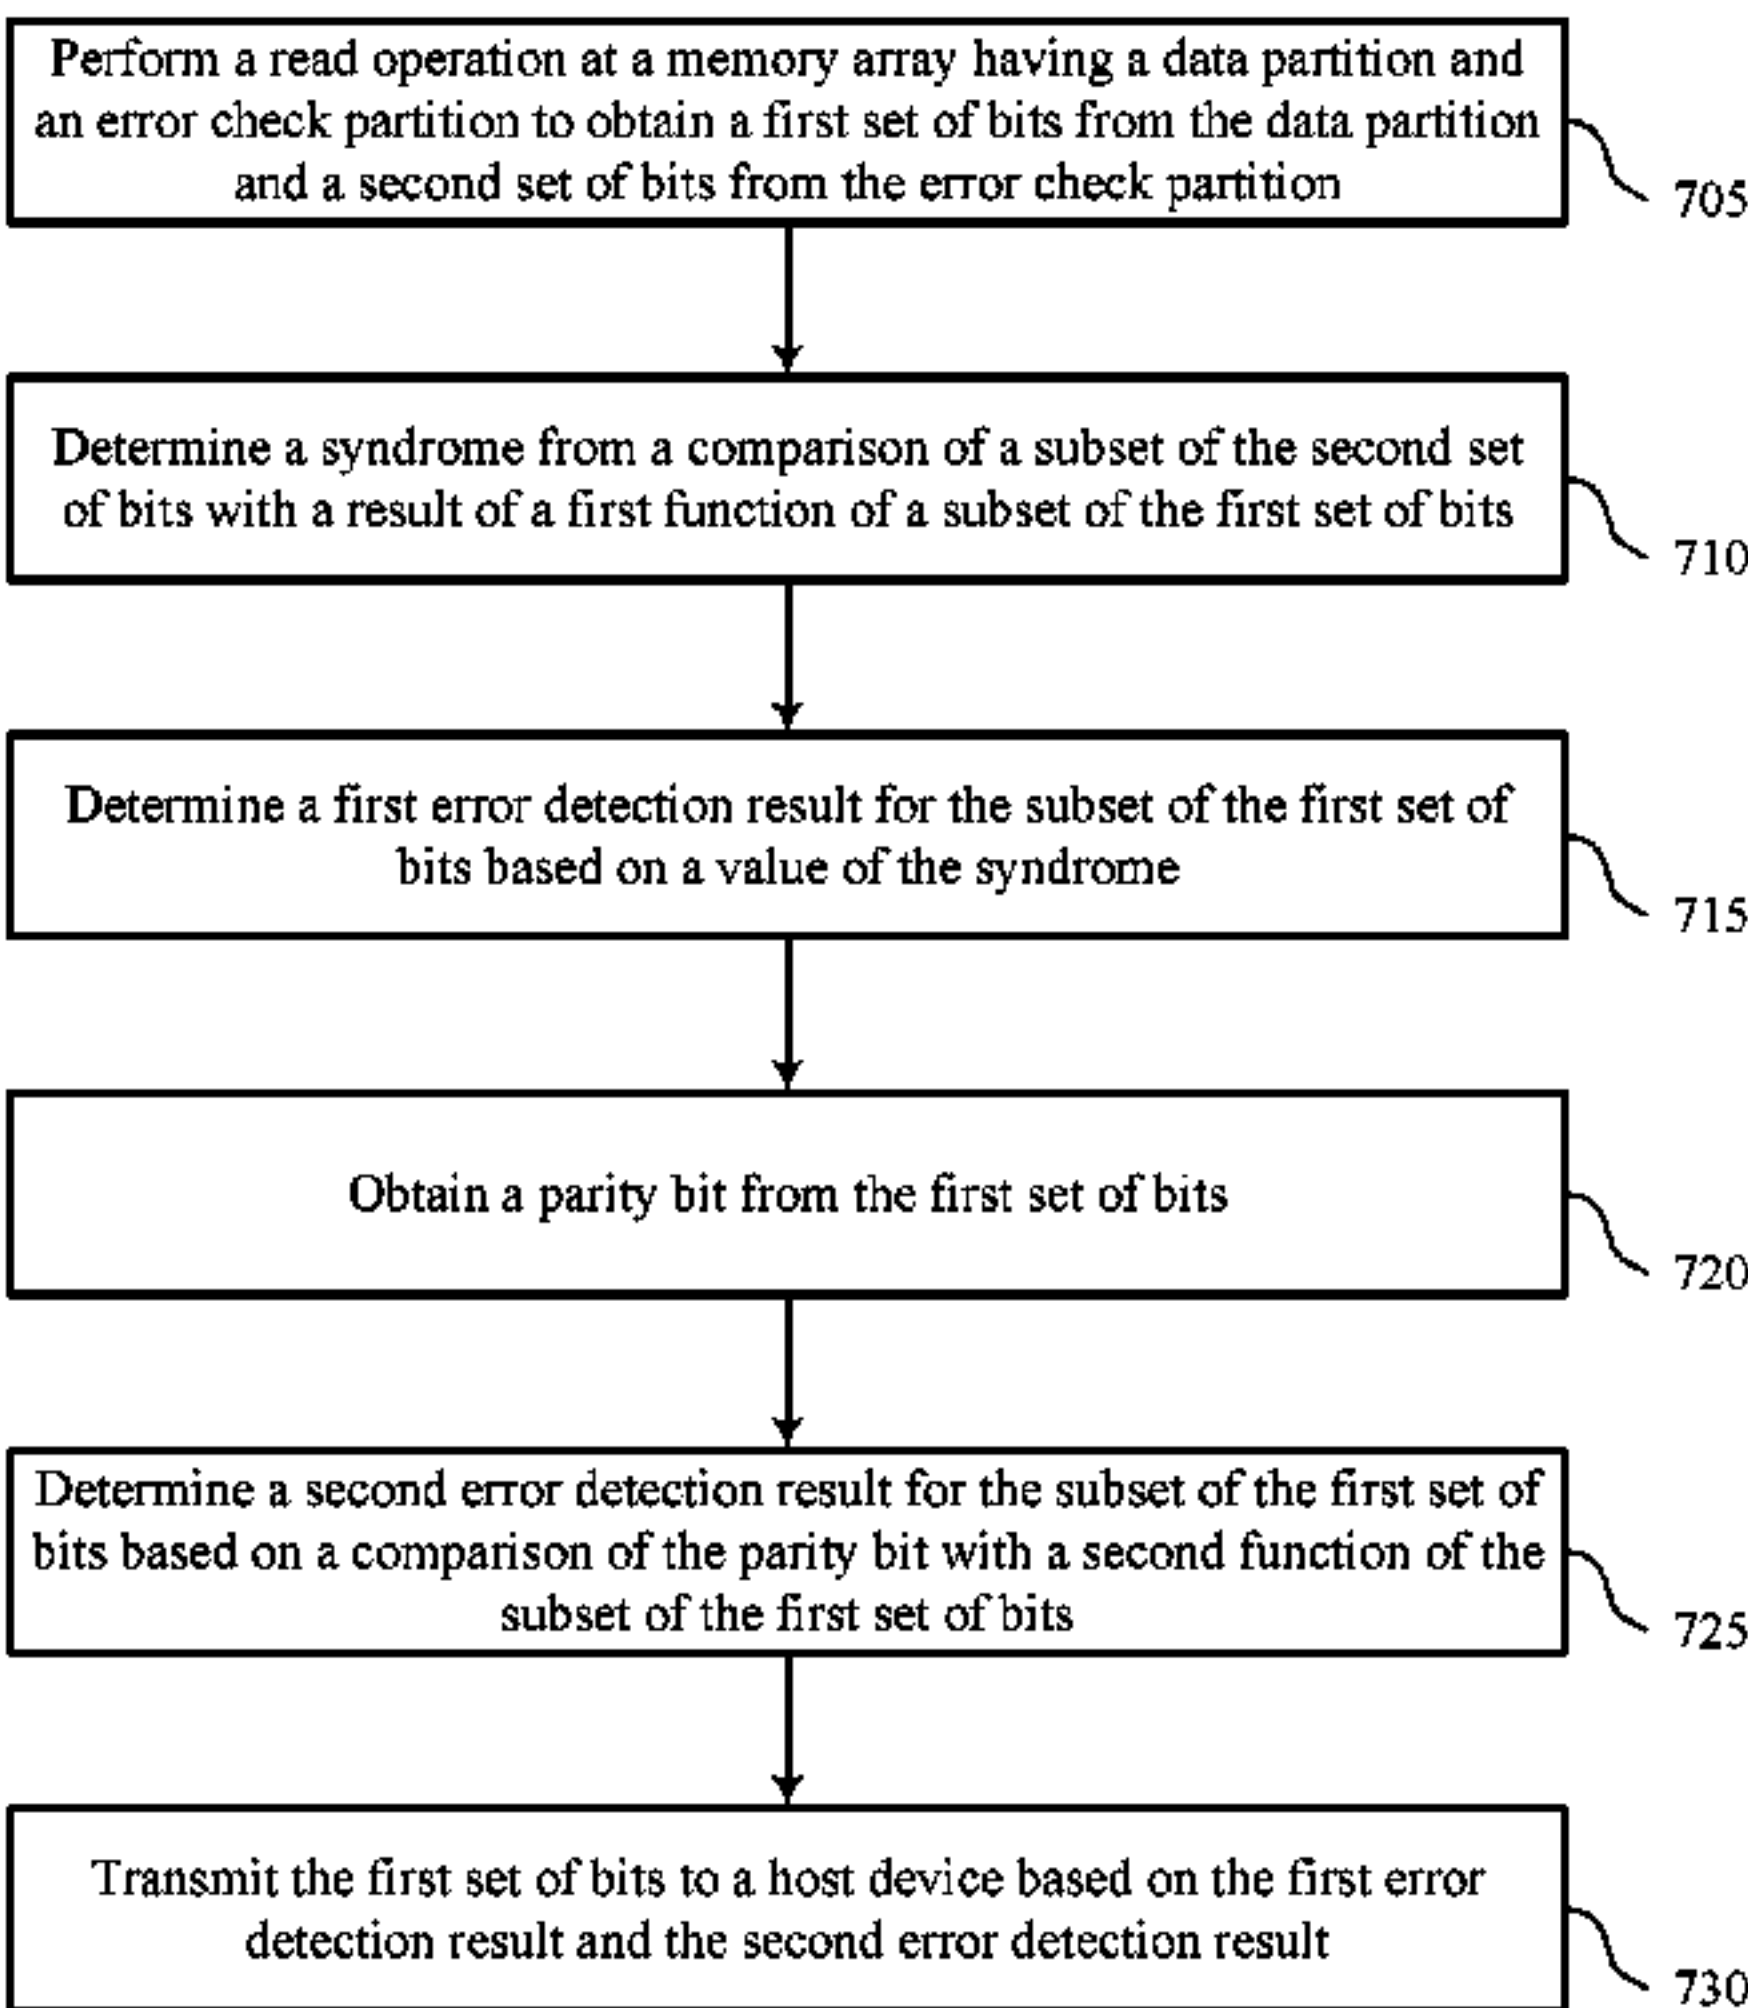 Perform a read operation at a memory array having a data partition and
an error check partition to obtain a first set of bits from the data partition
and a second set of bits from the error check partition
705
Determine a syndrome from a comparison of a subset of the second set
of bits with a result of a first function of a subset of the first set of bits
710
Determine a first error detection result for the subset of the first set of
bits based on a value of the syndrome
715
Obtain a parity bit from the first set of bits
720
Determine a second error detection result for the subset of the first set of
bits based on a comparison of the parity bit with a second function of the
subset of the first set of bits
725
Transmit the first set of bits to a host device based on the first error
detection result and the second error detection result
730